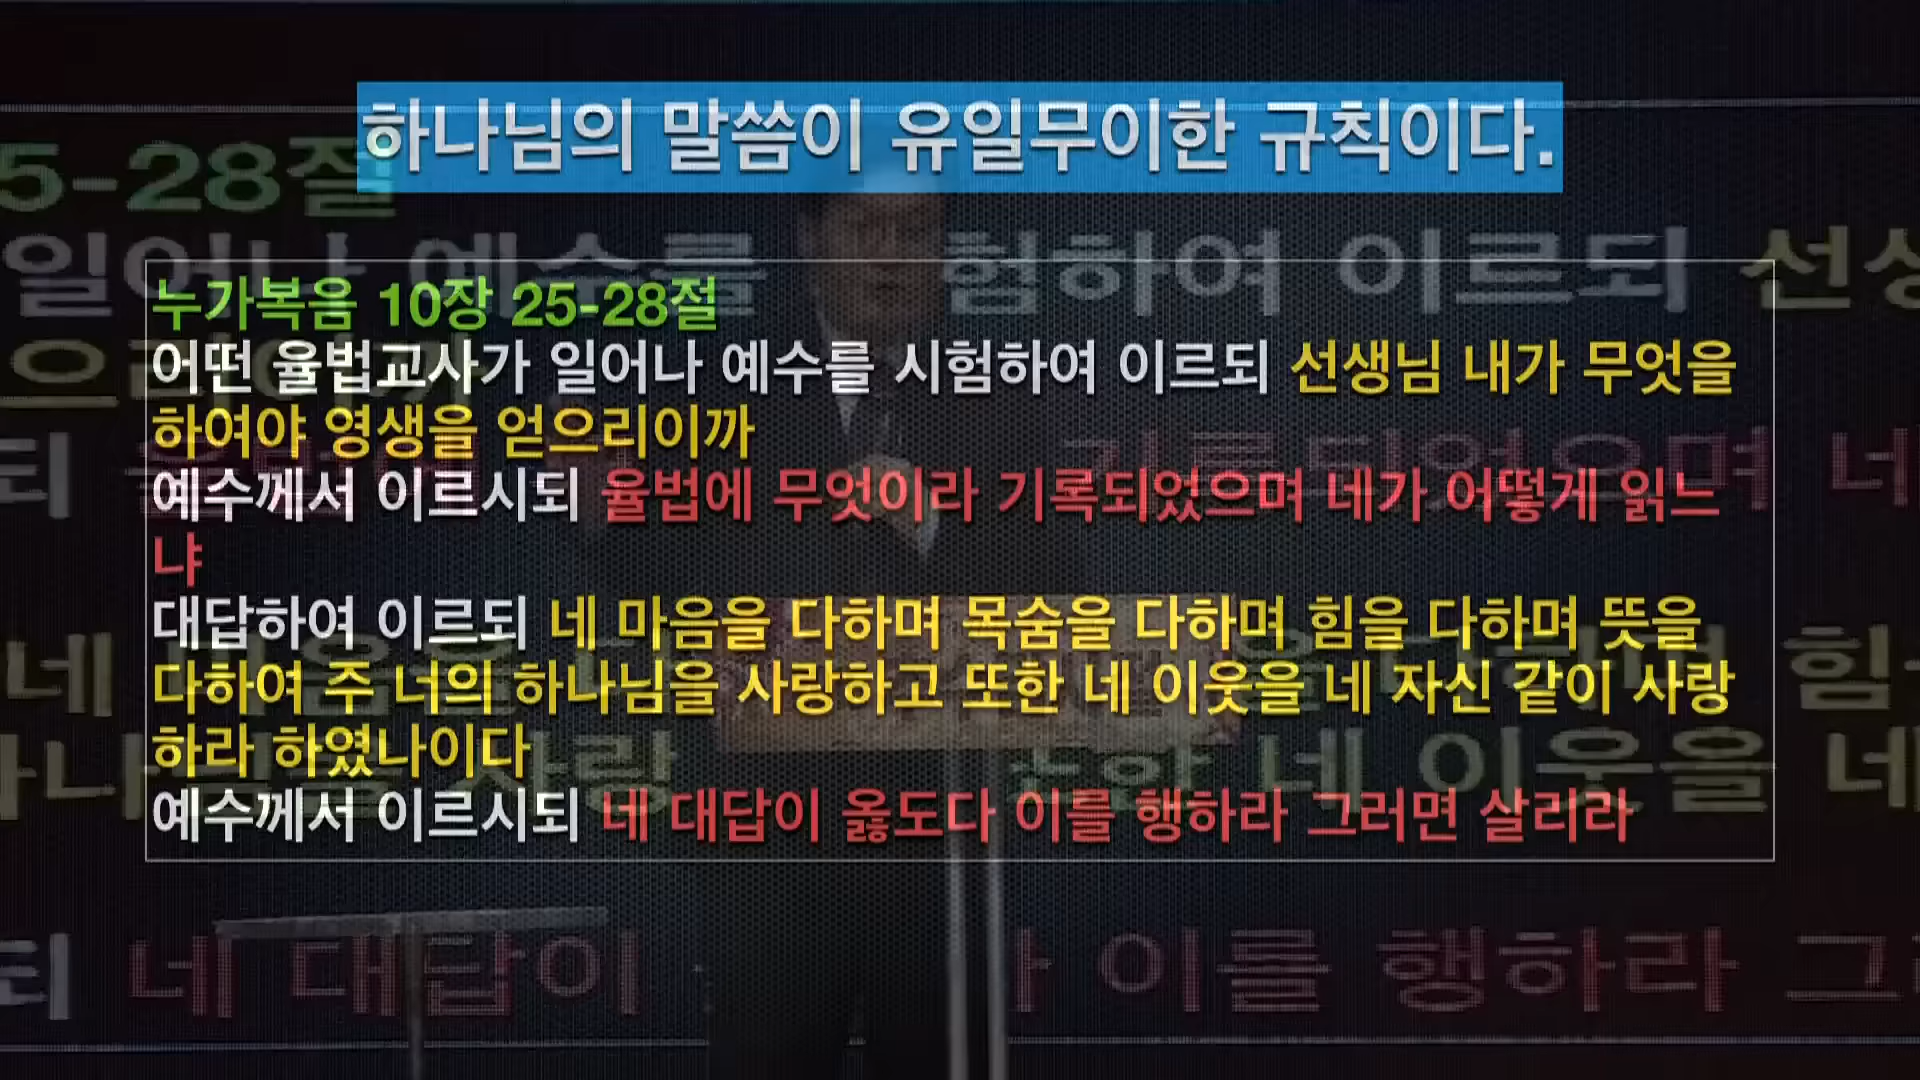 하나님의 말씀이 유일무이한 규칙이다.
누가복음 10장 25-28절
어떤 율법교사가 일어나 예수를 시험하여 이르되 선생님 내가 무엇을
하여야 영생을 얻으리이까
예수께서 이르시되 율법에 무엇이라 기록되었으며 네가 어떻게 읽느
냐
대답하여 이르되 네 마음을 다하며 목숨을 다하며 힘을 다하며 뜻을
다하여 주 너의 하나님을 사랑하고 또한 네 이웃을 네 자신 같이 사랑
하라 하였나이다
예수께서 이르시되 네 대답이 옳도다 이를 행하라 그러면 살리라